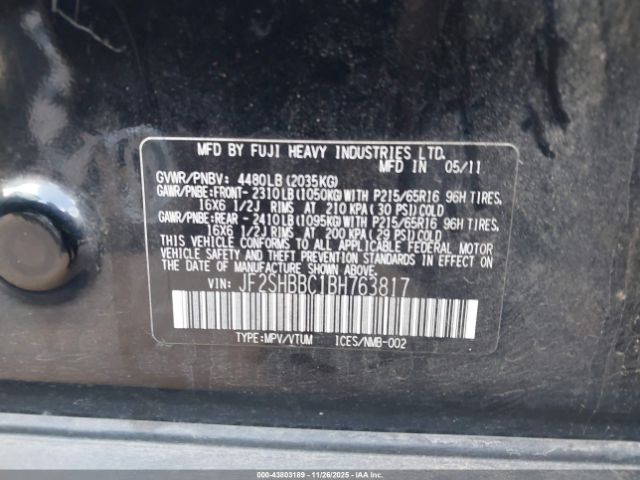 MFD BY FUJI HEAVY INDUSTRIES LTD.
MFD IN 05/11
GVWR/PNBV: 4480LB (2035KG)
GAWR/PNBE:FRONT- 2310LB(1050KG)WITH P215/65R16 96H TIRES,
16X6 1/2J RIMS AT 210 KPA(30 PSI)COLD
GAWR/PNBE:REAR - 2410LB(1095KG)WITH P215/65R16 96H TIRES,
16X6 1/2J RIMS AT 200 KPA(29 PSI)COLD
THIS VEHICLE CONFORMS TO ALL APPLICABLE FEDERAL MOTOR
VEHICLE SAFETY AND THEFT PREVENTION STANDARDS IN EFFECT
ON THE DATE OF MANUFACTURE SHOWN ABOVE.
VIN: JF2SHBBC1BH763817
TYPE:MPV/VTUM ICES/NMB-002
000-43803189 - 11/26/2025 - IAAI.com